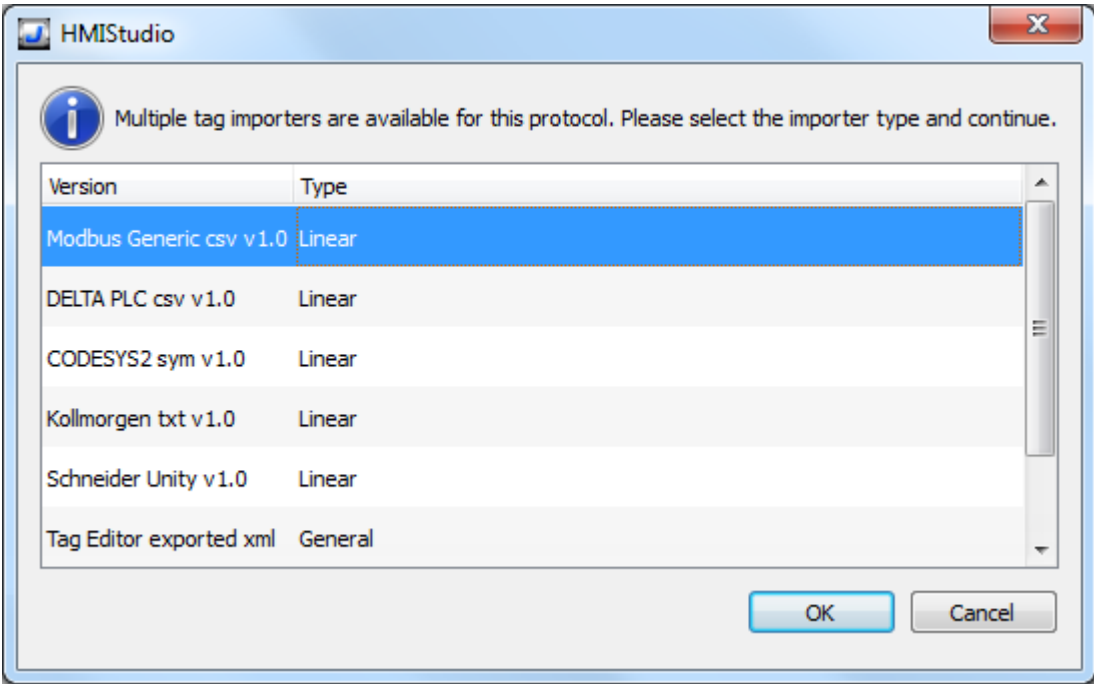 HMIStudio
Multiple tag importers are available for this protocol. Please select the importer type and continue.
Version Type
Modbus Generic csv v1.0 Linear
DELTA PLC csv v1.0 Linear
CODESYS2 sym v1.0 Linear
Kollmorgen txt v1.0 Linear
Schneider Unity v1.0 Linear
Tag Editor exported xml General
OK Cancel